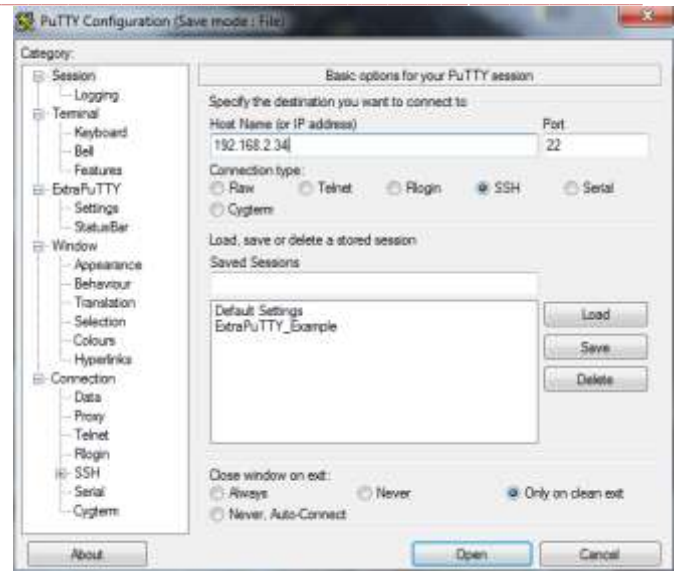 PuTTY Configuration (Save mode : File)
Category:
Session
Logging
Terminal
Keyboard
Bell
Features
ExtraPuTTY
Settings
StatusBar
Window
Appearance
Behaviour
Translation
Selection
Colours
Hyperlinks
Connection
Data
Proxy
Telnet
Rlogin
SSH
Serial
Cygterm
Basic options for your PuTTY session
Specify the destination you want to connect to
Host Name (or IP address) Port
192.168.2.34 22
Connection type:
Raw Telnet Rlogin SSH Serial
Cygterm
Load, save or delete a stored session
Saved Sessions
Default Settings
ExtraPuTTY_Example
Load
Save
Delete
Close window on exit:
Always Never Only on clean exit
Never, Auto-Connect
About Open Cancel